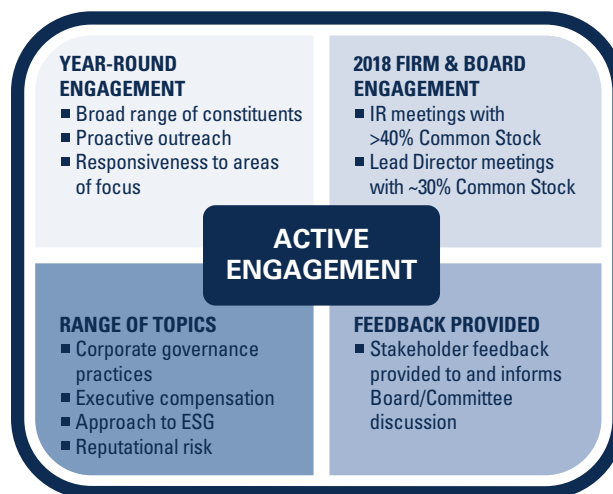 YEAR-ROUND
ENGAGEMENT
■ Broad range of constituents
■ Proactive outreach
■ Responsiveness to areas
of focus
2018 FIRM & BOARD
ENGAGEMENT
■ IR meetings with
>40% Common Stock
■ Lead Director meetings
with ~30% Common Stock
ACTIVE
ENGAGEMENT
RANGE OF TOPICS
■ Corporate governance
practices
■ Executive compensation
■ Approach to ESG
■ Reputational risk
FEEDBACK PROVIDED
■ Stakeholder feedback
provided to and informs
Board/Committee
discussion